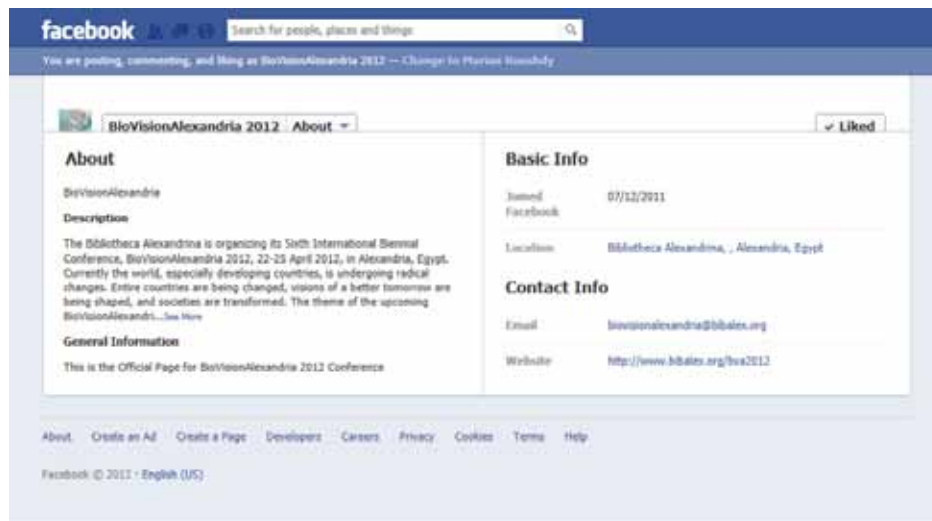 facebook
Search for people, places and things
You are posting, commenting, and liking as BioVisionAlexandria 2012 — Change to
BioVisionAlexandria 2012 About
✓ Liked
About
BioVisionAlexandria
Description
The Bibliotheca Alexandrina is organizing its Sixth International Biennial
Conference, BioVisionAlexandria 2012, 22-25 April 2012, in Alexandria, Egypt.
Currently the world, especially developing countries, is undergoing radical
changes. Entire countries are being changed, visions of a better tomorrow are
being shaped, and societies are transformed. The theme of the upcoming
BioVisionAlexandri...See More
General Information
This is the Official Page for BioVisionAlexandria 2012 Conference
Basic Info
Joined
Facebook
07/12/2011
Location
Bibliotheca Alexandrina, , Alexandria, Egypt
Contact Info
Email
biovisionalexandria@bibalex.org
Website
http://www.bibalex.org/bva2012
About Create an Ad Create a Page Developers Careers Privacy Cookies Terms Help
Facebook © · English (US)